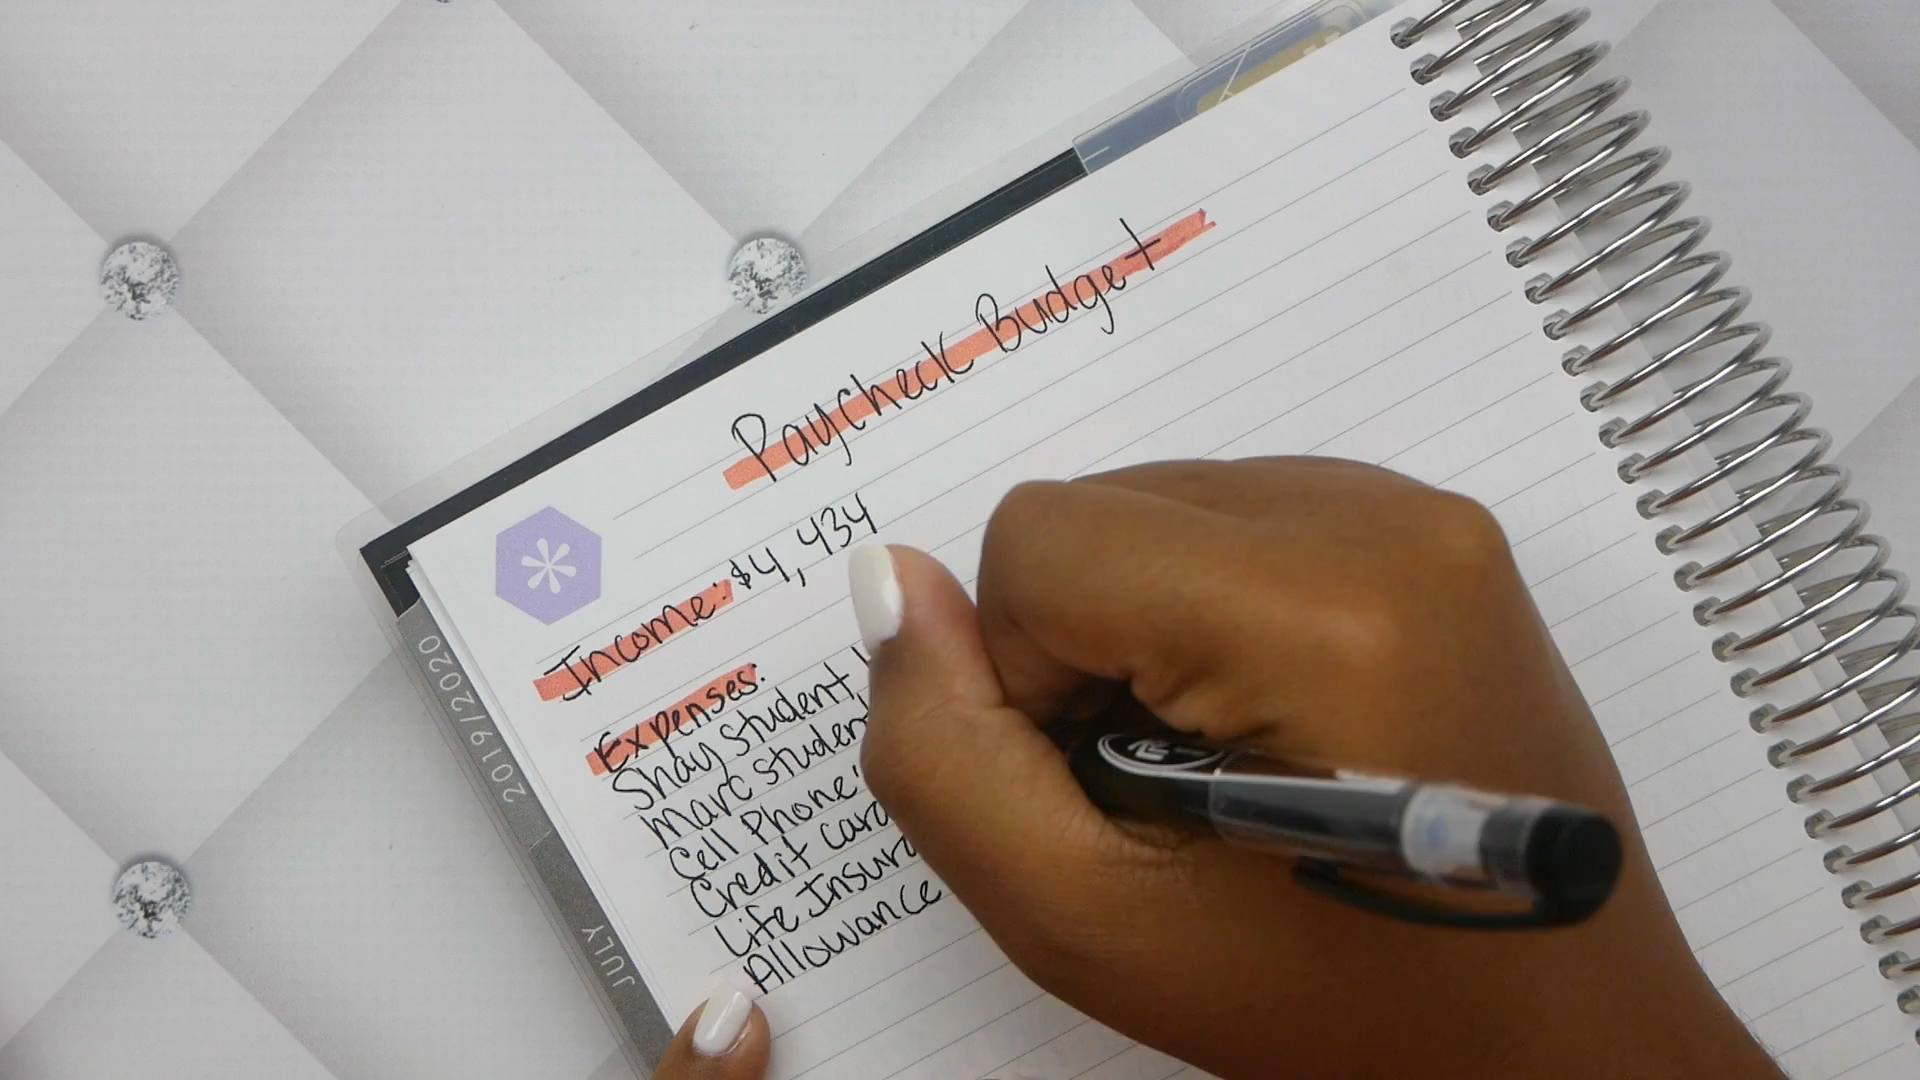 Paycheck Budget
Income: $4,434
Expenses:
Shay Student
Marc Student
Cell Phone
Credit Card
Life
Allowance
2019/2020
JULY